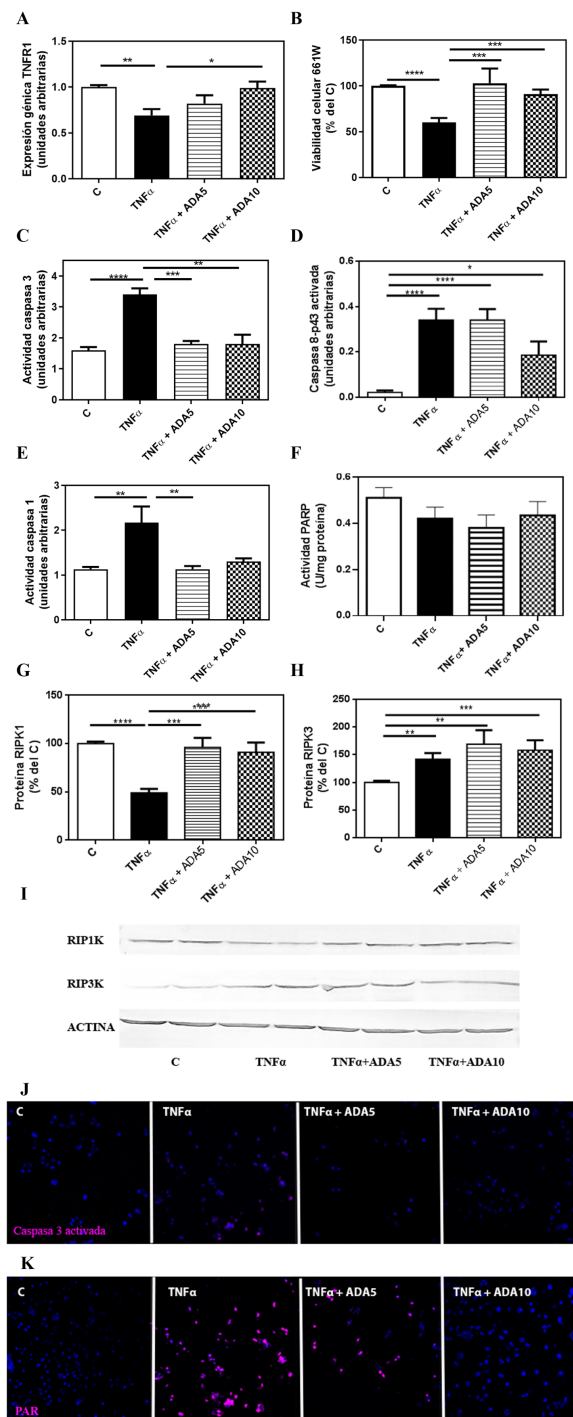 A
B
Expresión génica TNFR1
(unidades arbitrarias)
1.5
1.0
0.5
0.0
**
*
C
TNFα
TNFα + ADA5
TNFα + ADA10
Viabilidad celular 661W
(% del C)
150
100
50
0
****
***
***
C
TNFα
TNFα + ADA5
TNFα + ADA10
C
D
Actividad caspasa 3
(unidades arbitrarias)
4
2
0
****
***
**
C
TNFα
TNFα + ADA5
TNFα + ADA10
Caspasa 8-p43 activada
(unidades arbitrarias)
0.6
0.4
0.2
0.0
****
****
*
C
TNFα
TNFα + ADA5
TNFα + ADA10
E
F
Actividad caspasa 1
(unidades arbitrarias)
3
2
1
0
**
**
C
TNFα
TNFα + ADA5
TNFα + ADA10
Actividad PARP
(U/mg proteína)
0.6
0.4
0.2
0.0
C
TNFα
TNFα+ ADA5
TNFα+ ADA10
G
H
Proteína RIPK1
(% del C)
150
100
50
0
****
***
****
C
TNFα
TNFα + ADA5
TNFα + ADA10
Proteína RIPK3
(% del C)
250
200
150
100
50
0
**
**
***
C
TNFα
TNFα + ADA5
TNFα + ADA10
I
RIP1K
RIP3K
ACTINA
C TNFα TNFα+ADA5 TNFα+ADA10
J
C TNFα TNFα + ADA5 TNFα + ADA10
Caspasa 3 activada
K
C TNFα TNFα + ADA5 TNFα + ADA10
PAR